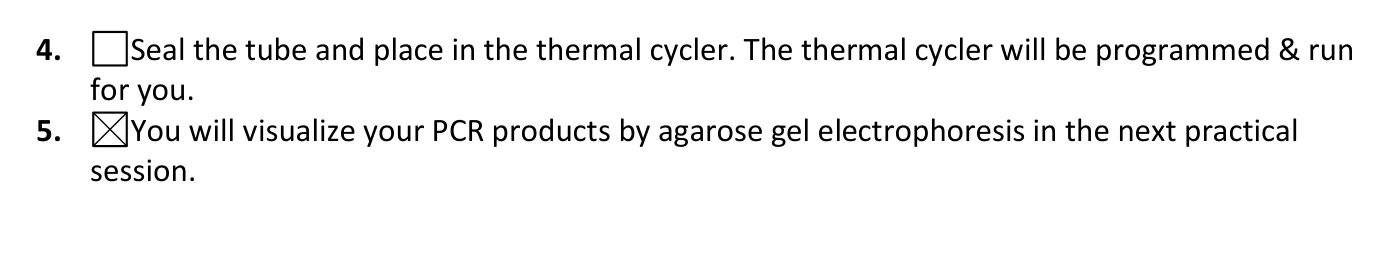 4. ☐Seal the tube and place in the thermal cycler. The thermal cycler will be programmed & run
for you.
5. ☒You will visualize your PCR products by agarose gel electrophoresis in the next practical
session.